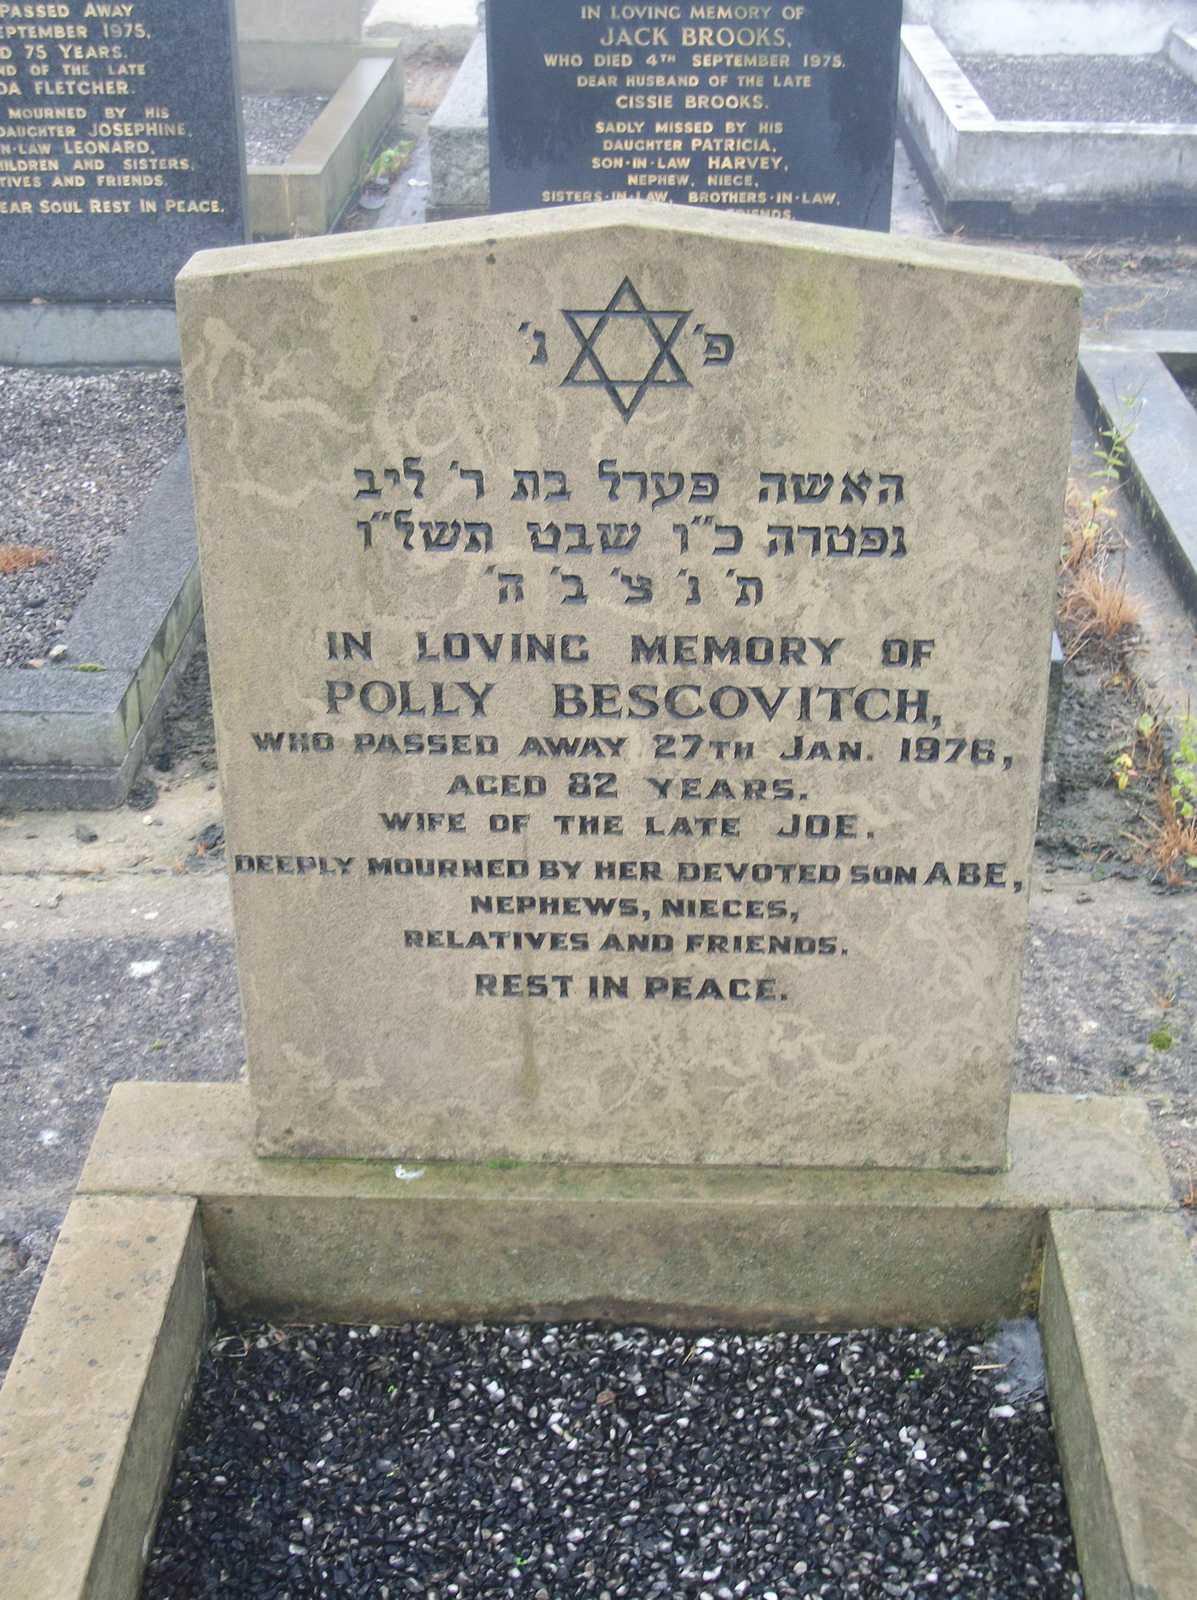 PASSED AWAY
SEPTEMBER 1975,
75 YEARS.
OF THE LATE
FLETCHER.
MOURNED BY HIS
DAUGHTER JOSEPHINE,
LEONARD,
AND SISTERS,
AND FRIENDS.
SOUL REST IN PEACE.
IN LOVING MEMORY OF
JACK BROOKS,
WHO DIED 4TH SEPTEMBER 1975.
DEAR HUSBAND OF THE LATE
CISSIE BROOKS.
SADLY MISSED BY HIS
DAUGHTER PATRICIA,
SON-IN-LAW HARVEY,
NEPHEW, NIECE,
SISTERS-IN-LAW, BROTHERS-IN-LAW,
FRIENDS.
פ' נ'
האשה פערל בת ר' ליב
נפטרה כ"ו שבט תשל"ו
ת' נ' צ' ב' ה'
IN LOVING MEMORY OF
POLLY BESCOVITCH,
WHO PASSED AWAY 27TH JAN. 1976,
AGED 82 YEARS.
WIFE OF THE LATE JOE.
DEEPLY MOURNED BY HER DEVOTED SON ABE,
NEPHEWS, NIECES,
RELATIVES AND FRIENDS.
REST IN PEACE.